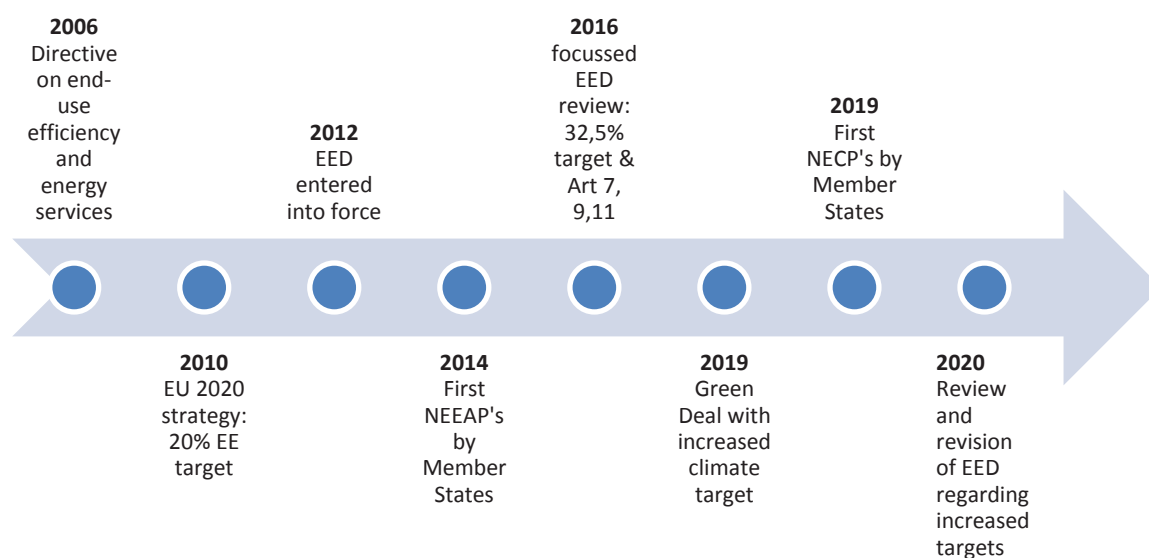 2006
Directive
on end-
use
efficiency
and
energy
services
2010
EU 2020
strategy:
20% EE
target
2012
EED
entered
into force
2014
First
NEEAP's
by
Member
States
2016
focussed
EED
review:
32,5%
target &
Art 7,
9,11
2019
Green
Deal with
increased
climate
target
2019
First
NECP's by
Member
States
2020
Review
and
revision
of EED
regarding
increased
targets